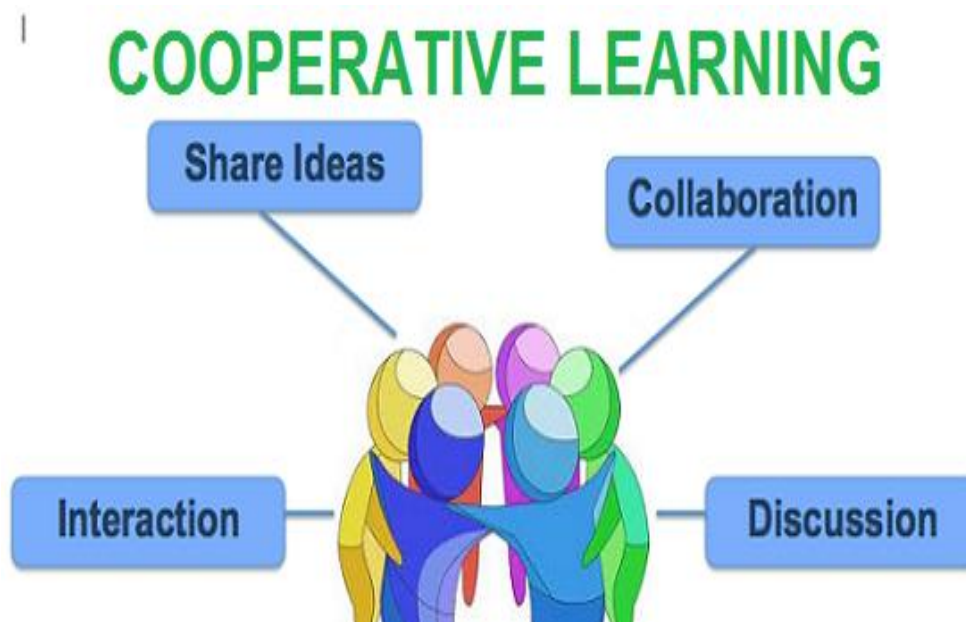 COOPERATIVE LEARNING
Share Ideas
Collaboration
Interaction
Discussion